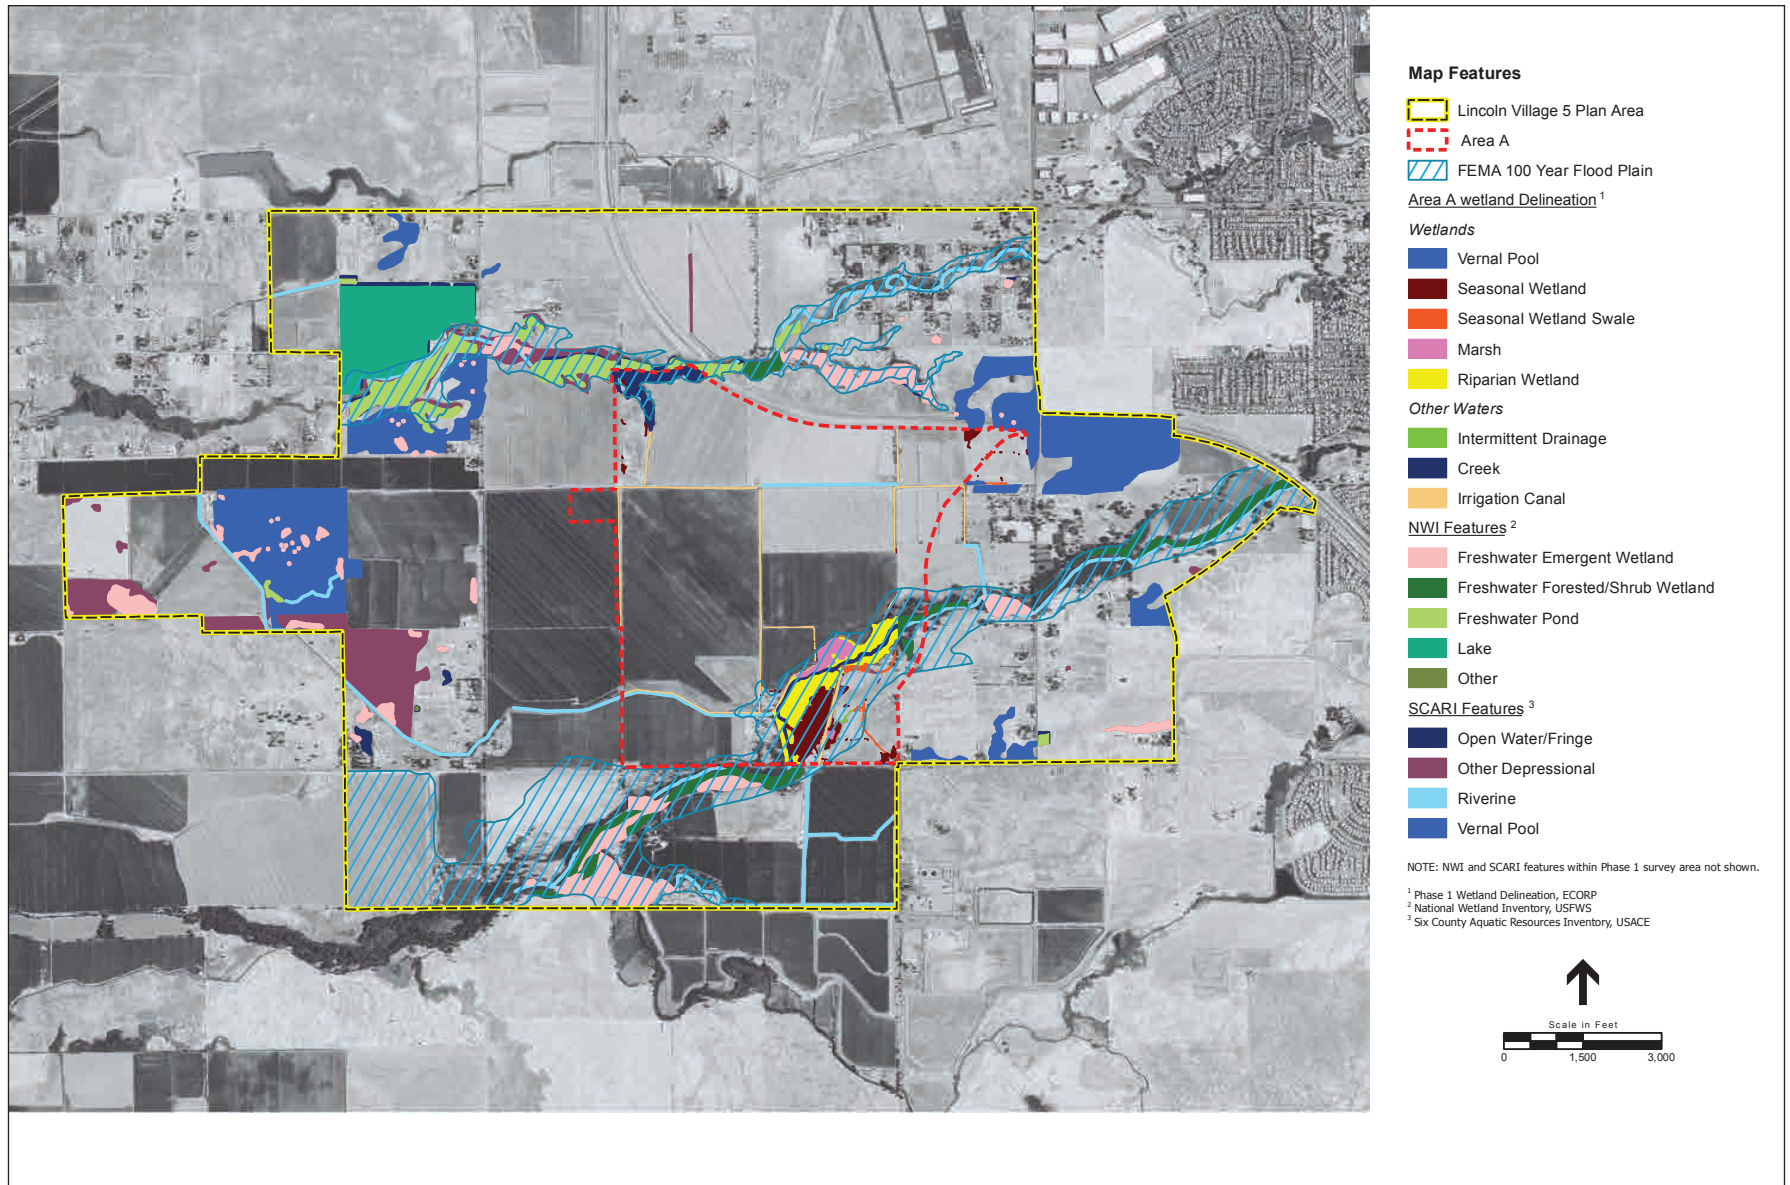 Map Features
Lincoln Village 5 Plan Area
Area A
FEMA 100 Year Flood Plain
Area A wetland Delineation 1
Wetlands
Vernal Pool
Seasonal Wetland
Seasonal Wetland Swale
Marsh
Riparian Wetland
Other Waters
Intermittent Drainage
Creek
Irrigation Canal
NWI Features 2
Freshwater Emergent Wetland
Freshwater Forested/Shrub Wetland
Freshwater Pond
Lake
Other
SCARI Features 3
Open Water/Fringe
Other Depressional
Riverine
Vernal Pool
NOTE: NWI and SCARI features within Phase 1 survey area not shown.
1 Phase 1 Wetland Delineation, ECORP
2 National Wetland Inventory, USFWS
3 Six County Aquatic Resources Inventory, USACE
Scale in Feet
0 1,500 3,000